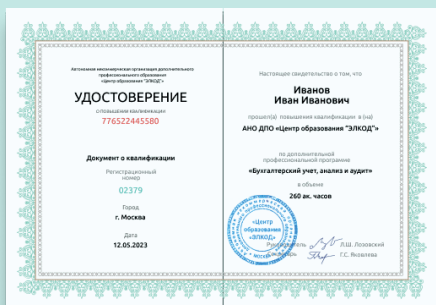 Автономная некоммерческая организация дополнительного
профессионального образования
«Центр образования "ЭЛКОД"»
УДОСТОВЕРЕНИЕ
о повышении квалификации
776522445580
Документ о квалификации
Регистрационный
номер
02379
Город
г. Москва
Дата
12.05.2023
Настоящее свидетельство о том, что
Иванов
Иван Иванович
прошел(а) повышения квалификации в (на)
АНО ДПО «Центр образования "ЭЛКОД"»
по дополнительной
профессиональной программе
«Бухгалтерский учет, анализ и аудит»
в объеме
260 ак. часов
«Центр
образования
«ЭЛКОД»
МОСКВА
Руководитель Л.Ш. Лозовский
Г.С. Яковлева